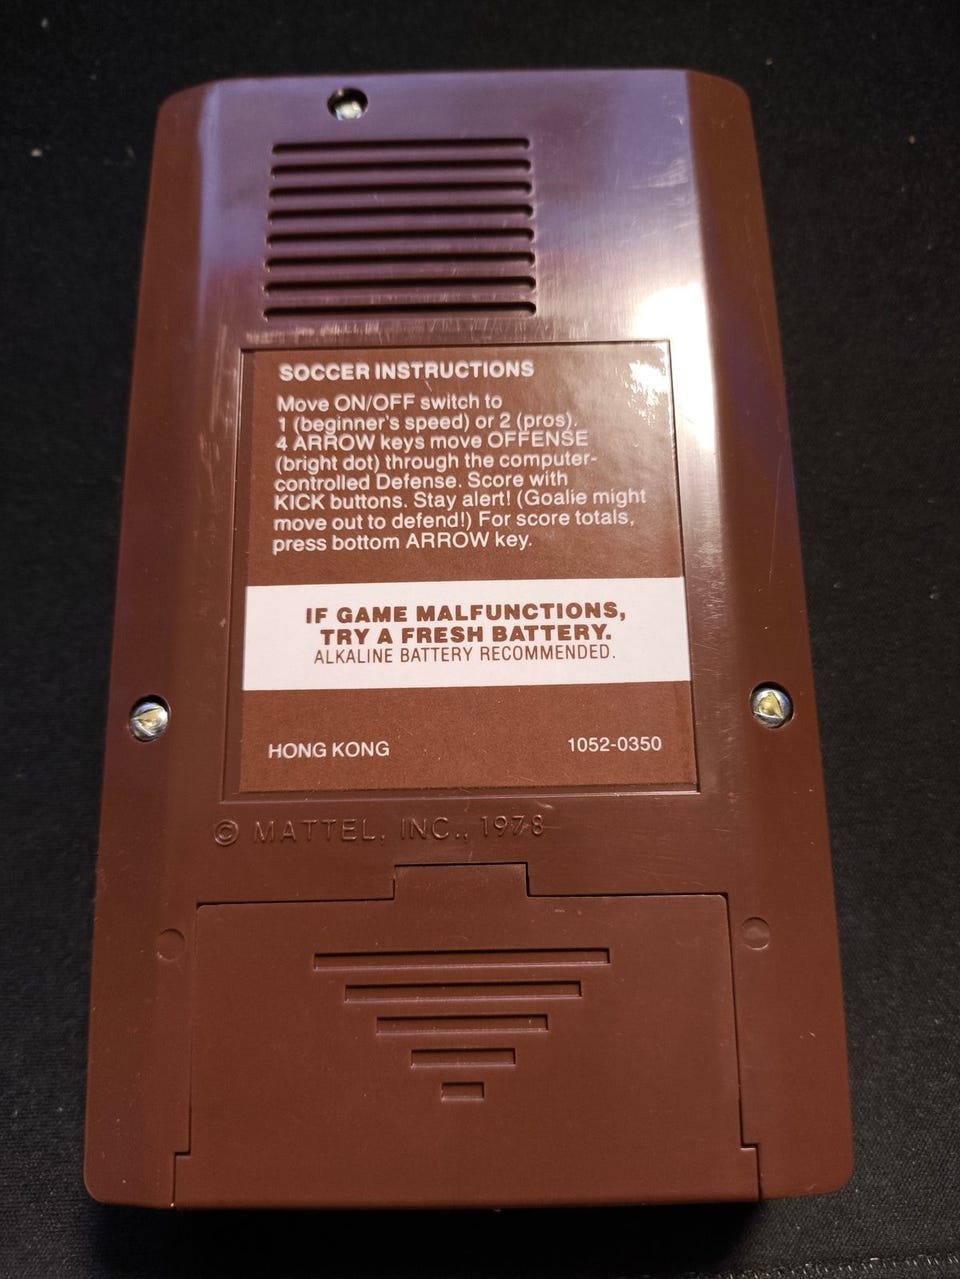 SOCCER INSTRUCTIONS
Move ON/OFF switch to
1 (beginner's speed) or 2 (pros).
4 ARROW keys move OFFENSE
(bright dot) through the computer-
controlled Defense. Score with
KICK buttons. Stay alert! (Goalie might
move out to defend!) For score totals,
press bottom ARROW key.
IF GAME MALFUNCTIONS,
TRY A FRESH BATTERY.
ALKALINE BATTERY RECOMMENDED.
HONG KONG 1052-0350
© MATTEL, INC., 1978